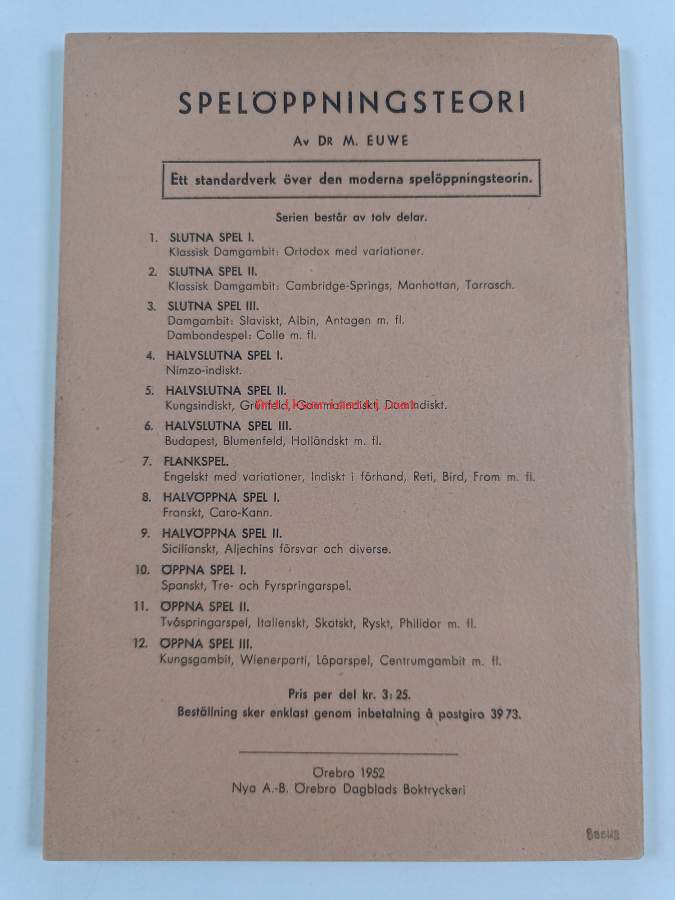 SPELÖPPNINGSTEORI
Av DR M. EUWE
Ett standardverk över den moderna spelöppningsteorin.
Serien består av tolv delar.
1. SLUTNA SPEL I.
Klassisk Damgambit: Ortodox med variationer.
2. SLUTNA SPEL II.
Klassisk Damgambit: Cambridge-Springs, Manhattan, Tarrasch.
3. SLUTNA SPEL III.
Damgambit: Slaviskt, Albin, Antagen m. fl.
Dambondespel: Colle m. fl.
4. HALVSLUTNA SPEL I.
Nimzo-indiskt.
5. HALVSLUTNA SPEL II.
Kungsindiskt, Grünfeld, Gammalindiskt, Damindiskt.
6. HALVSLUTNA SPEL III.
Budapest, Blumenfeld, Holländskt m. fl.
7. FLANKSPEL.
Engelskt med variationer, Indiskt i förhand, Reti, Bird, From m. fl.
8. HALVÖPPNA SPEL I.
Franskt, Caro-Kann.
9. HALVÖPPNA SPEL II.
Sicilianskt, Aljechins försvar och diverse.
10. ÖPPNA SPEL I.
Spanskt, Tre- och Fyrspringarspel.
11. ÖPPNA SPEL II.
Tvåspringarspel, Italienskt, Skotskt, Ryskt, Philidor m. fl.
12. ÖPPNA SPEL III.
Kungsgambit, Wienerparti, Löparspel, Centrumgambit m. fl.
Pris per del kr. 3:25.
Beställning sker enklast genom inbetalning å postgiro 39 73.
Örebro 1952
Nya A.-B. Örebro Dagblads Boktryckeri